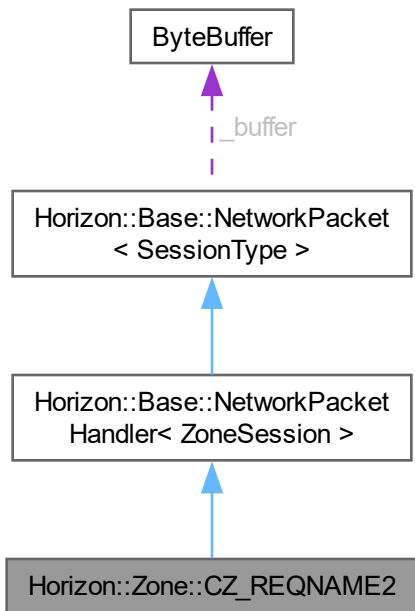 ByteBuffer
_buffer
Horizon::Base::NetworkPacket
< SessionType >
Horizon::Base::NetworkPacket
Handler< ZoneSession >
Horizon::Zone::CZ_REQNAME2